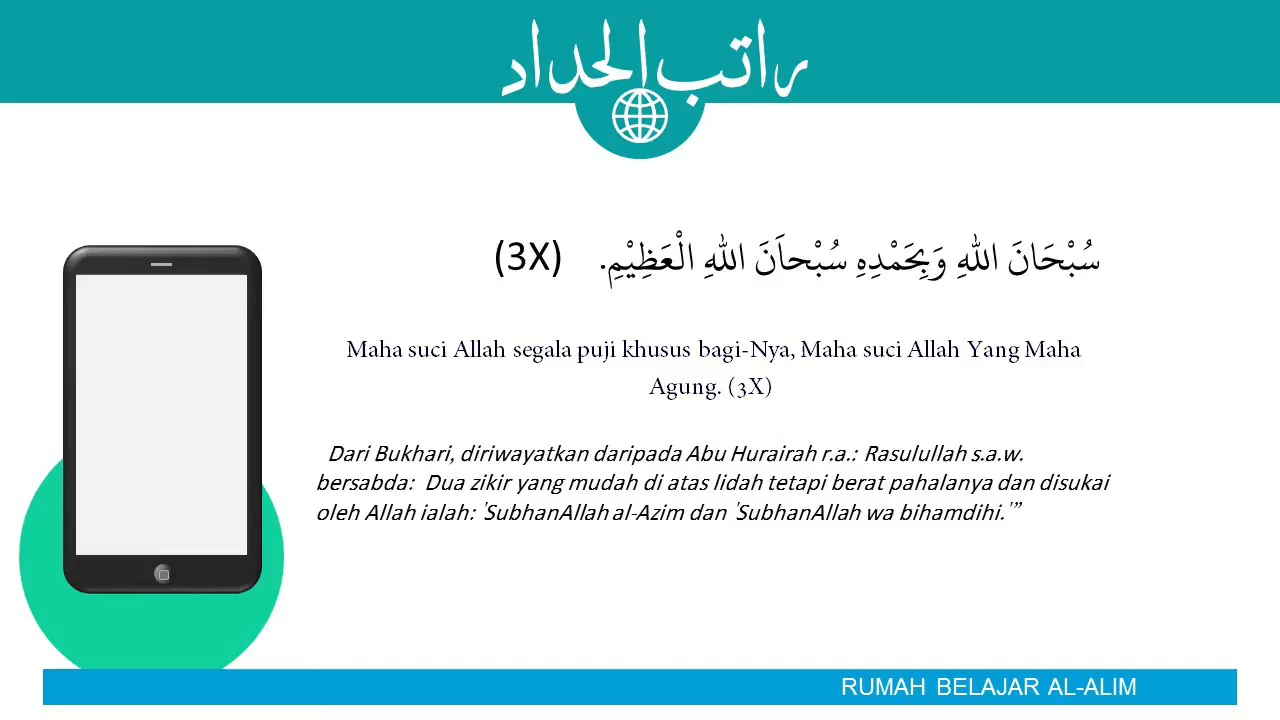 راتب الحداد
سُبْحَانَ اللهِ وَبِحَمْدِهِ سُبْحاَنَ اللهِ الْعَظِيْمِ. (3X)
Maha suci Allah segala puji khusus bagi-Nya, Maha suci Allah Yang Maha
Agung. (3X)
Dari Bukhari, diriwayatkan daripada Abu Hurairah r.a.: Rasulullah s.a.w.
bersabda: Dua zikir yang mudah di atas lidah tetapi berat pahalanya dan disukai
oleh Allah ialah: 'SubhanAllah al-Azim dan 'SubhanAllah wa bihamdihi.'”
RUMAH BELAJAR AL-ALIM